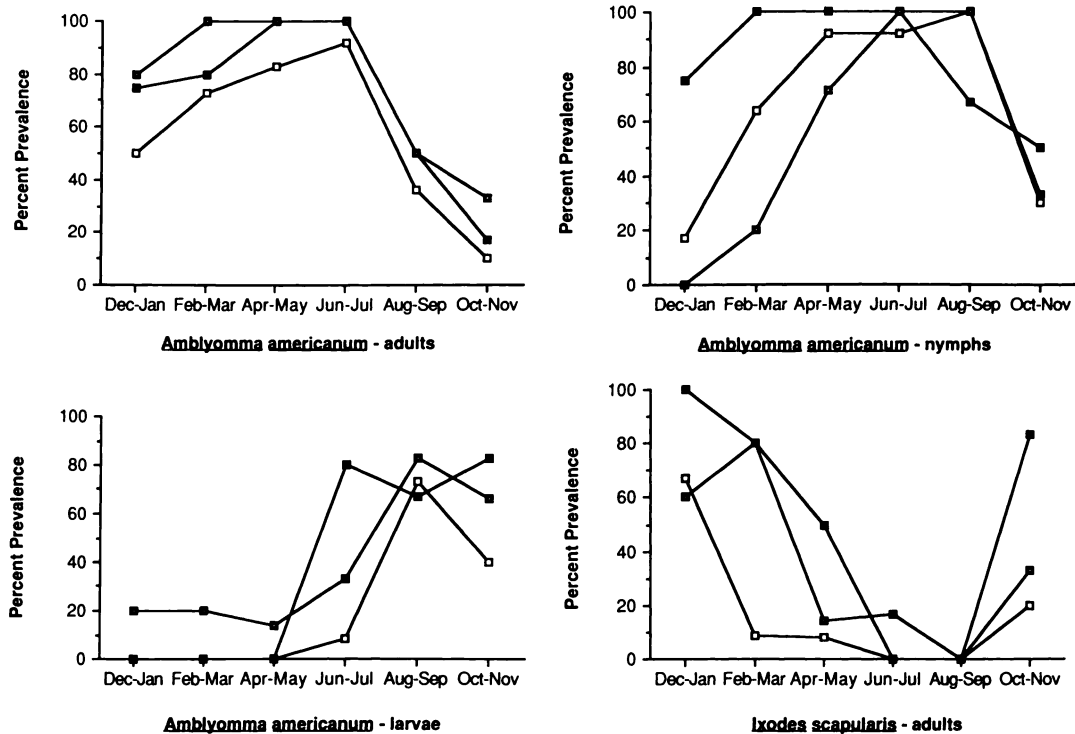 100
80
60
40
20
0
Percent Prevalence
Dec-Jan Feb-Mar Apr-May Jun-Jul Aug-Sep Oct-Nov
Amblyomma americanum - adults
100
80
60
40
20
0
Percent Prevalence
Dec-Jan Feb-Mar Apr-May Jun-Jul Aug-Sep Oct-Nov
Amblyomma americanum - nymphs
100
80
60
40
20
0
Percent Prevalence
Dec-Jan Feb-Mar Apr-May Jun-Jul Aug-Sep Oct-Nov
Amblyomma americanum - larvae
100
80
60
40
20
0
Percent Prevalence
Dec-Jan Feb-Mar Apr-May Jun-Jul Aug-Sep Oct-Nov
Ixodes scapularis - adults